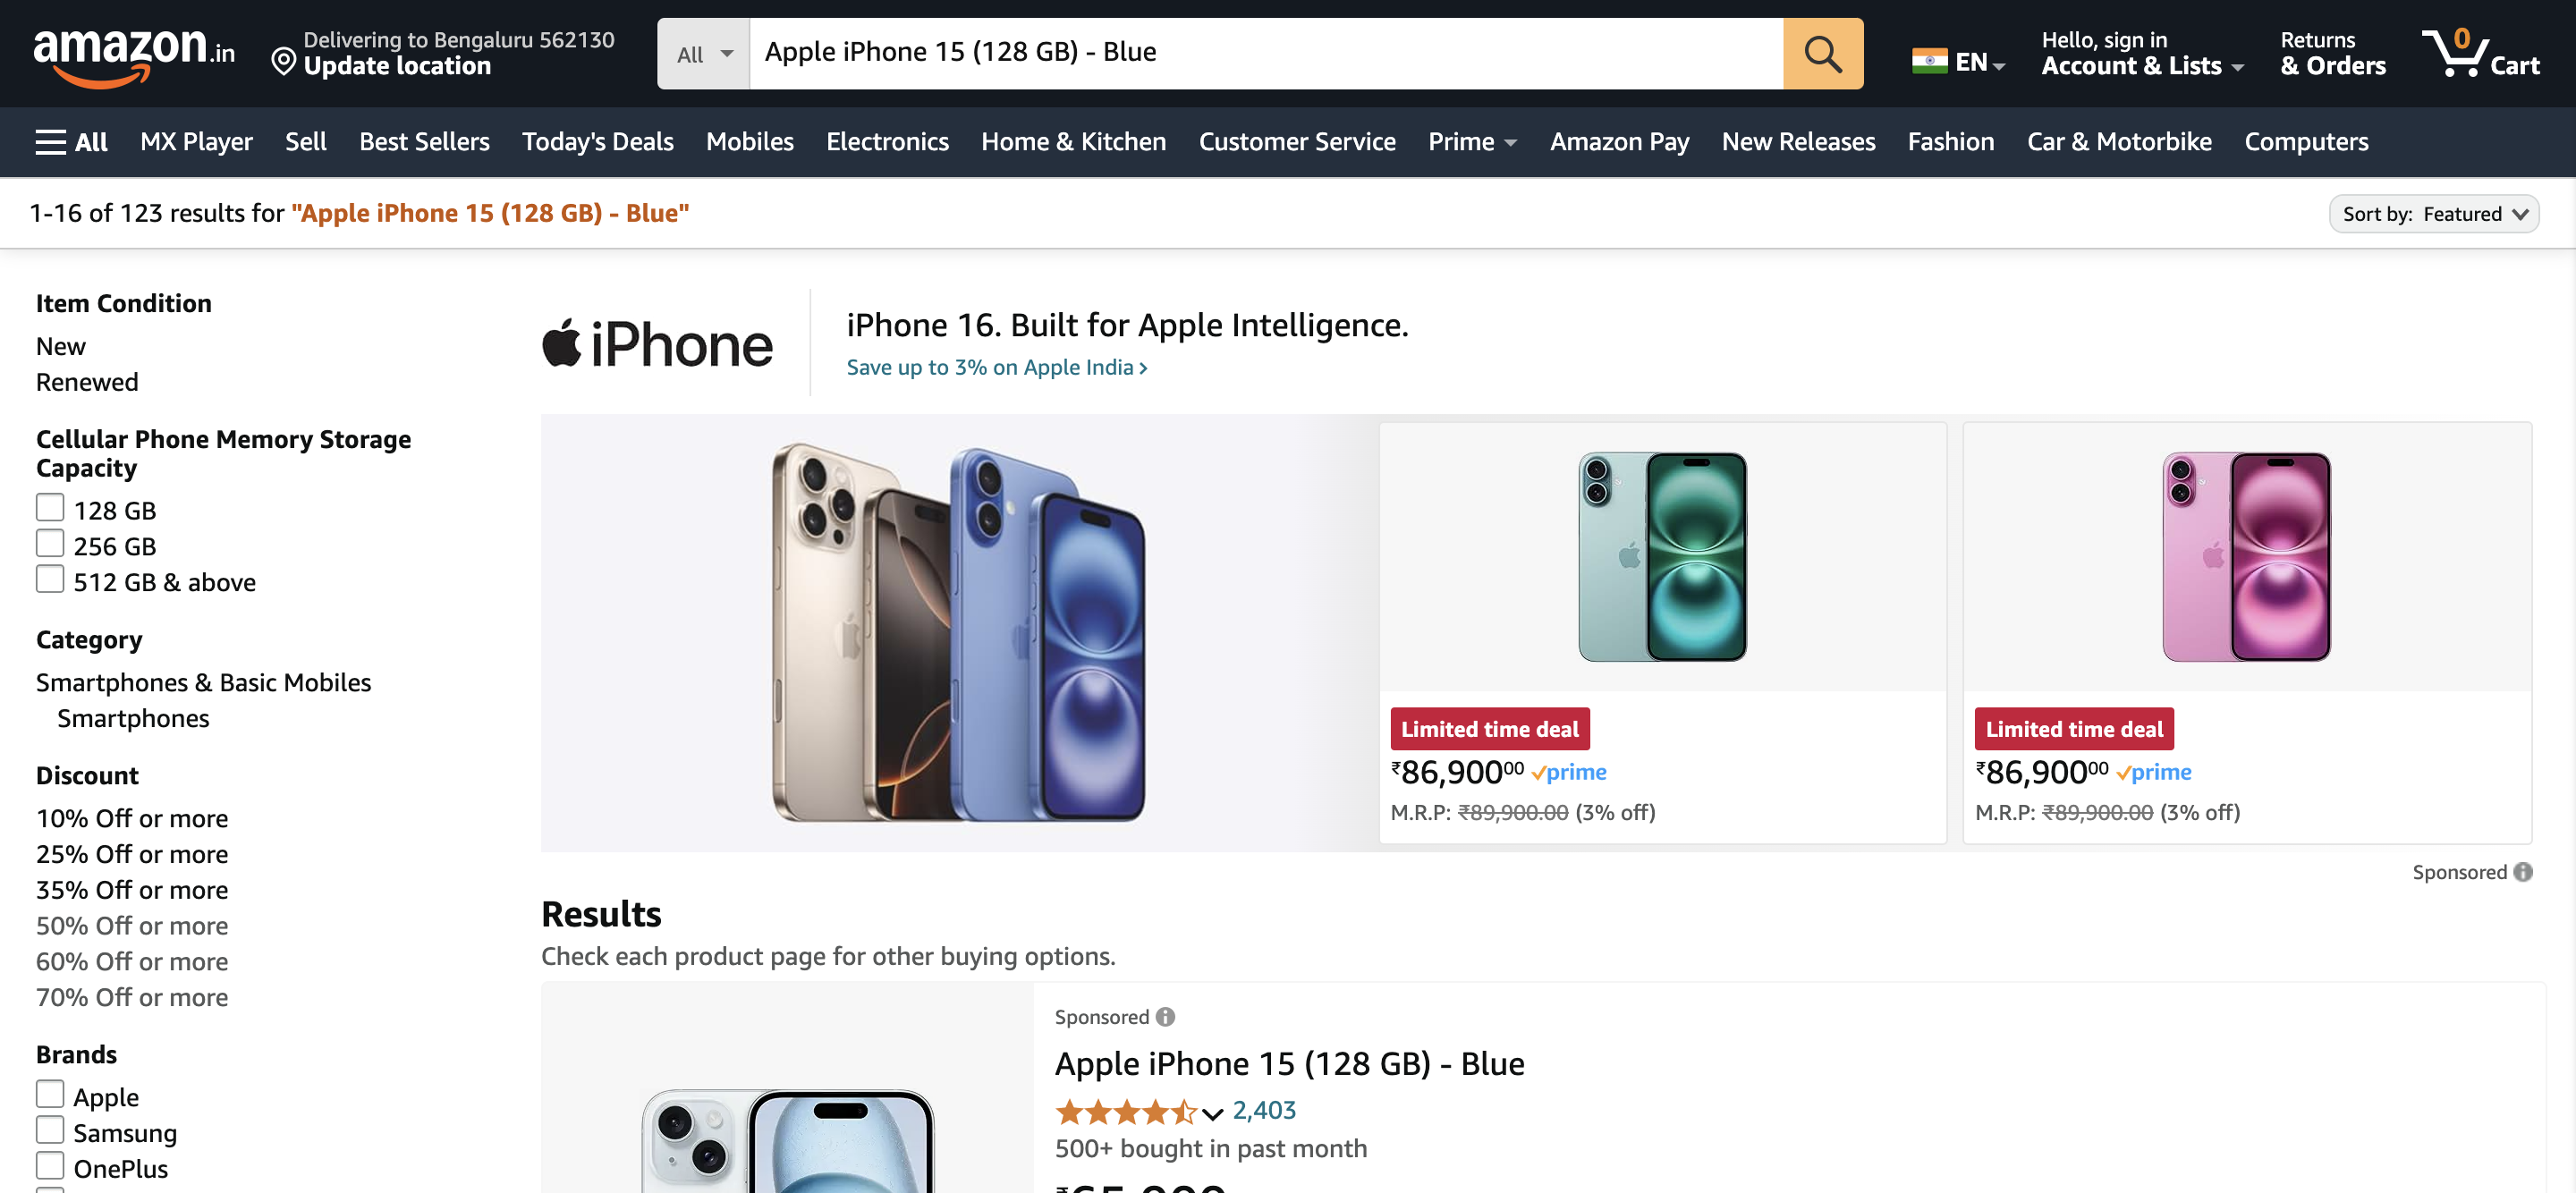 amazon.in
Delivering to Bengaluru 562130
Update location
All
Apple iPhone 15 (128 GB) - Blue
EN
Hello, sign in
Account & Lists
Returns
& Orders
0
Cart
All
MX Player
Sell
Best Sellers
Today's Deals
Mobiles
Electronics
Home & Kitchen
Customer Service
Prime
Amazon Pay
New Releases
Fashion
Car & Motorbike
Computers
1-16 of 123 results for "Apple iPhone 15 (128 GB) - Blue"
Sort by: Featured
Item Condition
New
Renewed
Cellular Phone Memory Storage
Capacity
128 GB
256 GB
512 GB & above
Category
Smartphones & Basic Mobiles
Smartphones
Discount
10% Off or more
25% Off or more
35% Off or more
50% Off or more
60% Off or more
70% Off or more
Brands
Apple
Samsung
OnePlus
iPhone
iPhone 16. Built for Apple Intelligence.
Save up to 3% on Apple India ›
Limited time deal
₹86,90000 prime
M.R.P: ₹89,900.00 (3% off)
Limited time deal
₹86,90000 prime
M.R.P: ₹89,900.00 (3% off)
Sponsored
Results
Check each product page for other buying options.
Sponsored
Apple iPhone 15 (128 GB) - Blue
2,403
500+ bought in past month